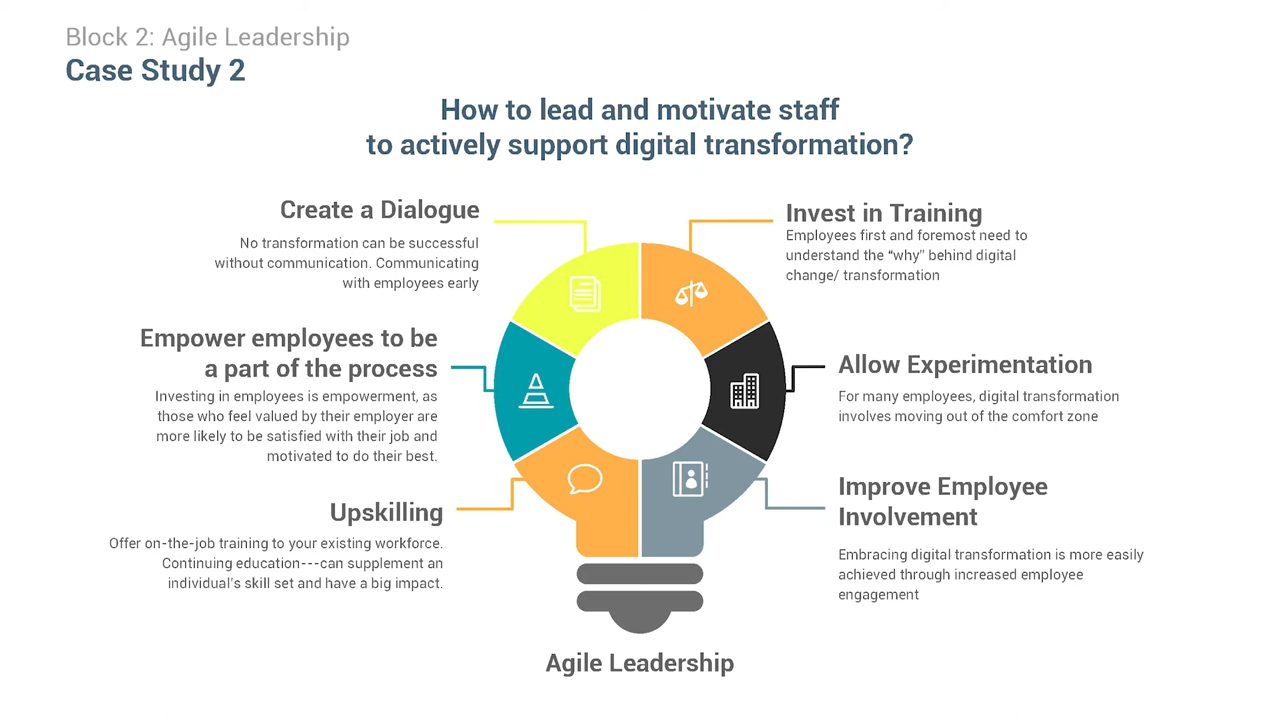 Block 2: Agile Leadership
Case Study 2
How to lead and motivate staff
to actively support digital transformation?
Create a Dialogue
No transformation can be successful
without communication. Communicating
with employees early
Empower employees to be
a part of the process
Investing in employees is empowerment, as
those who feel valued by their employer are
more likely to be satisfied with their job and
motivated to do their best.
Upskilling
Offer on-the-job training to your existing workforce.
Continuing education---can supplement an
individual's skill set and have a big impact.
Invest in Training
Employees first and foremost need to
understand the “why” behind digital
change/ transformation
Allow Experimentation
For many employees, digital transformation
involves moving out of the comfort zone
Improve Employee
Involvement
Embracing digital transformation is more easily
achieved through increased employee
engagement
Agile Leadership